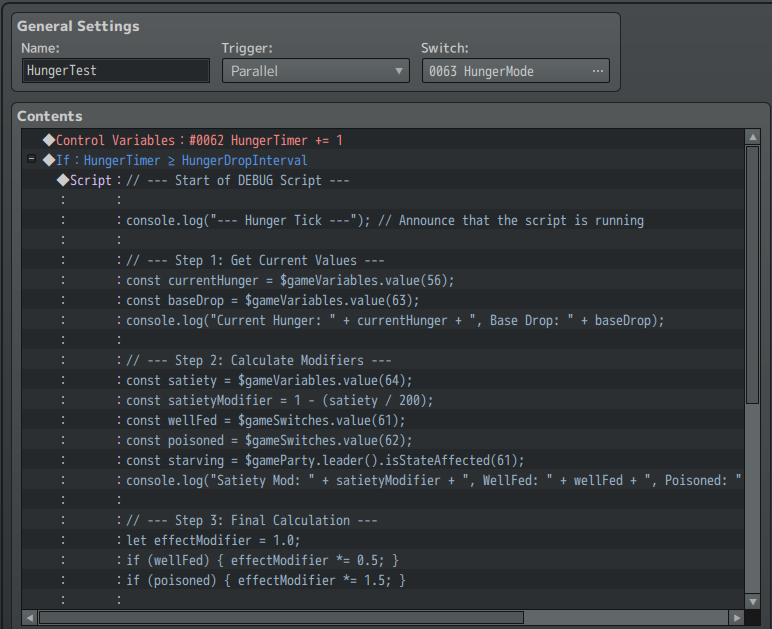 General Settings
Name:
Trigger:
Switch:
HungerTest
Parallel
0063 HungerMode
...
Contents
◆Control Variables：#0062 HungerTimer += 1
◆If：HungerTimer ≥ HungerDropInterval
◆Script：// --- Start of DEBUG Script ---
：  ：
：  ：console.log("--- Hunger Tick ---"); // Announce that the script is running
：  ：
：  ：// --- Step 1: Get Current Values ---
：  ：const currentHunger = $gameVariables.value(56);
：  ：const baseDrop = $gameVariables.value(63);
：  ：console.log("Current Hunger: " + currentHunger + ", Base Drop: " + baseDrop);
：  ：
：  ：// --- Step 2: Calculate Modifiers ---
：  ：const satiety = $gameVariables.value(64);
：  ：const satietyModifier = 1 - (satiety / 200);
：  ：const wellFed = $gameSwitches.value(61);
：  ：const poisoned = $gameSwitches.value(62);
：  ：const starving = $gameParty.leader().isStateAffected(61);
：  ：console.log("Satiety Mod: " + satietyModifier + ", WellFed: " + wellFed + ", Poisoned: "
：  ：
：  ：// --- Step 3: Final Calculation ---
：  ：let effectModifier = 1.0;
：  ：if (wellFed) { effectModifier *= 0.5; }
：  ：if (poisoned) { effectModifier *= 1.5; }
：  ：